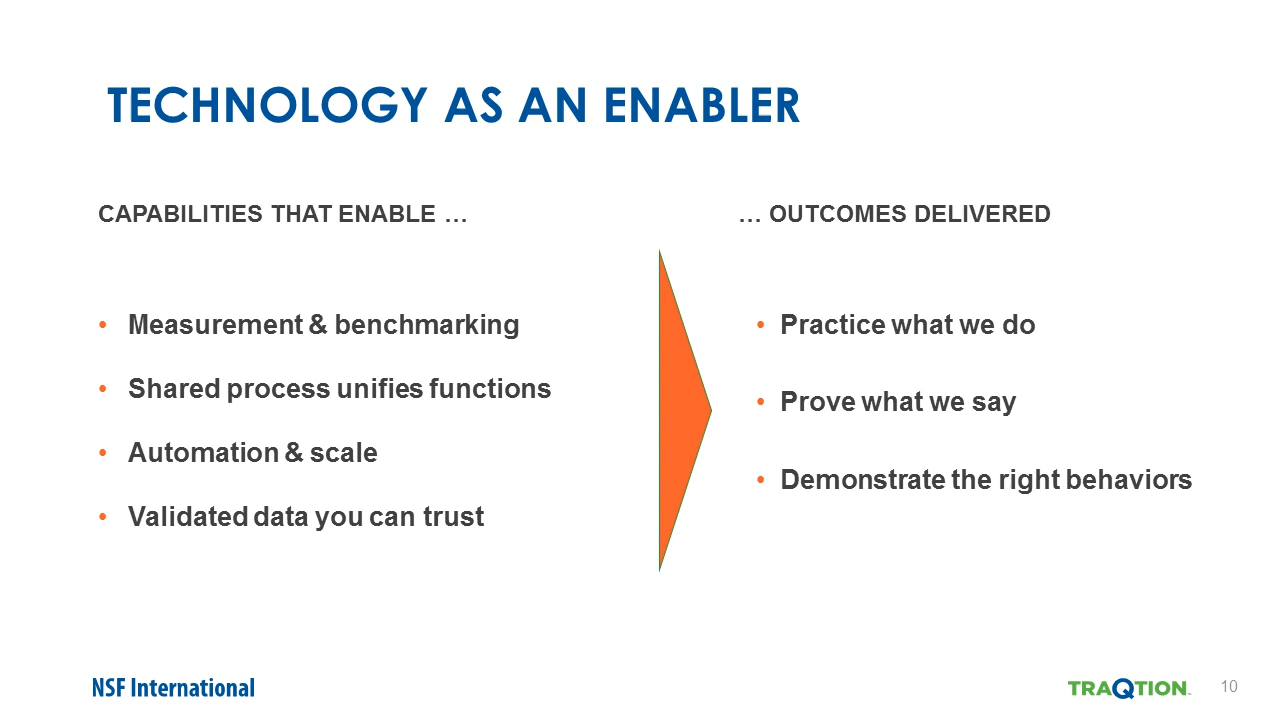 TECHNOLOGY AS AN ENABLER
CAPABILITIES THAT ENABLE …
• Measurement & benchmarking
• Shared process unifies functions
• Automation & scale
• Validated data you can trust
… OUTCOMES DELIVERED
• Practice what we do
• Prove what we say
• Demonstrate the right behaviors
NSF International
TRAQTION
10